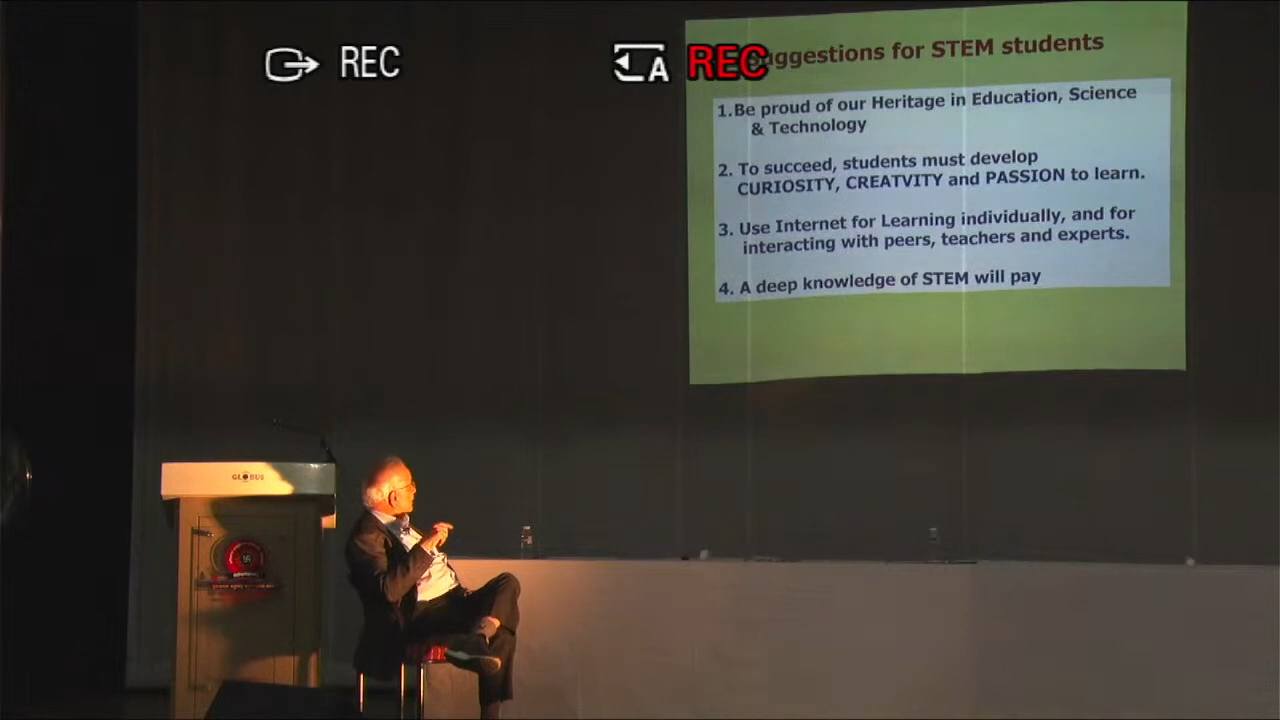 REC
A
REC
uggestions for STEM students
1.Be proud of our Heritage in Education, Science
& Technology
2. To succeed, students must develop
CURIOSITY, CREATVITY and PASSION to learn.
3. Use Internet for Learning individually, and for
interacting with peers, teachers and experts.
4. A deep knowledge of STEM will pay
GLOBUS